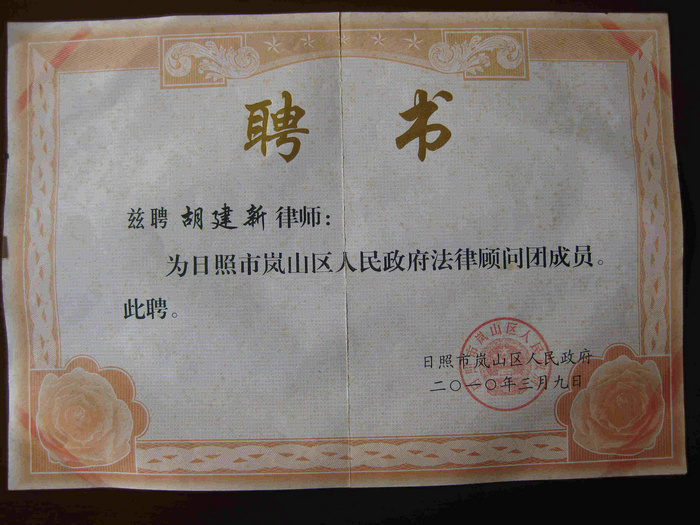 聘书
兹聘 胡建新 律师：
为日照市岚山区人民政府法律顾问团成员。
此聘。
日照市岚山区人民政府
二〇一〇年三月九日